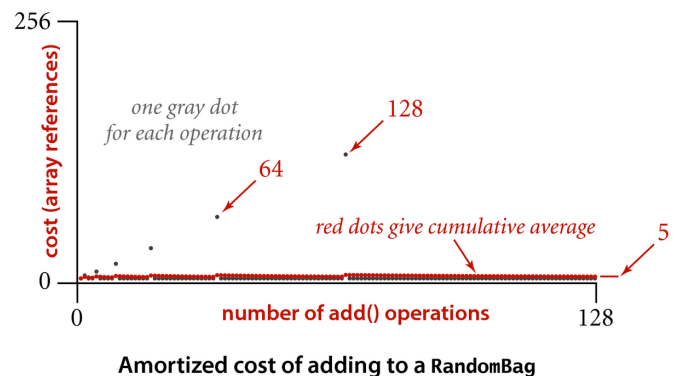 256
cost (array references)
one gray dot
for each operation
128
64
red dots give cumulative average
5
0
0
number of add() operations
128
Amortized cost of adding to a RandomBag